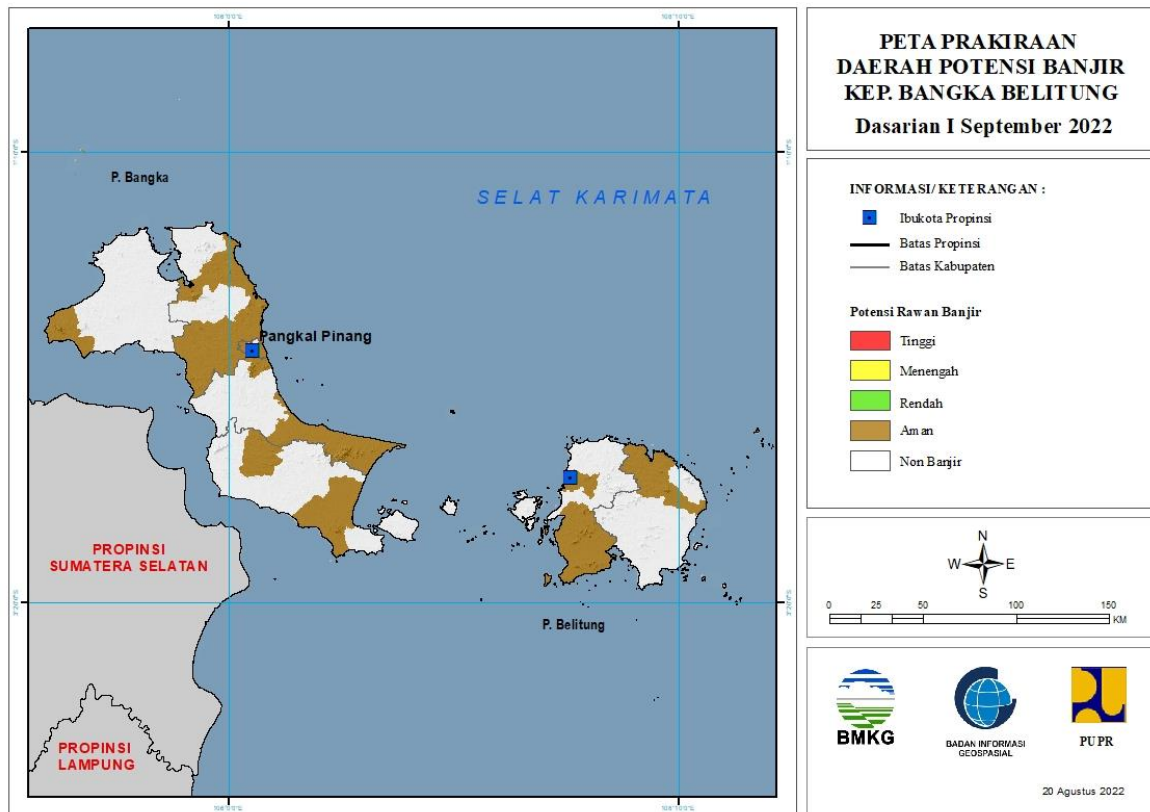 PETA PRAKIRAAN
DAERAH POTENSI BANJIR
KEP. BANGKA BELITUNG
Dasarian I September 2022
P. Bangka
SELAT KARIMATA
Pangkal Pinang
PROPINSI
SUMATERA SELATAN
P. Belitung
PROPINSI
LAMPUNG
INFORMASI/ KETERANGAN :
Ibukota Propinsi
Batas Propinsi
Batas Kabupaten
Potensi Rawan Banjir
Tinggi
Menengah
Rendah
Aman
Non Banjir
N
W E
S
0 25 50 100 150
KM
BMKG
BADAN INFORMASI
GEOSPASIAL
PUPR
20 Agustus 2022